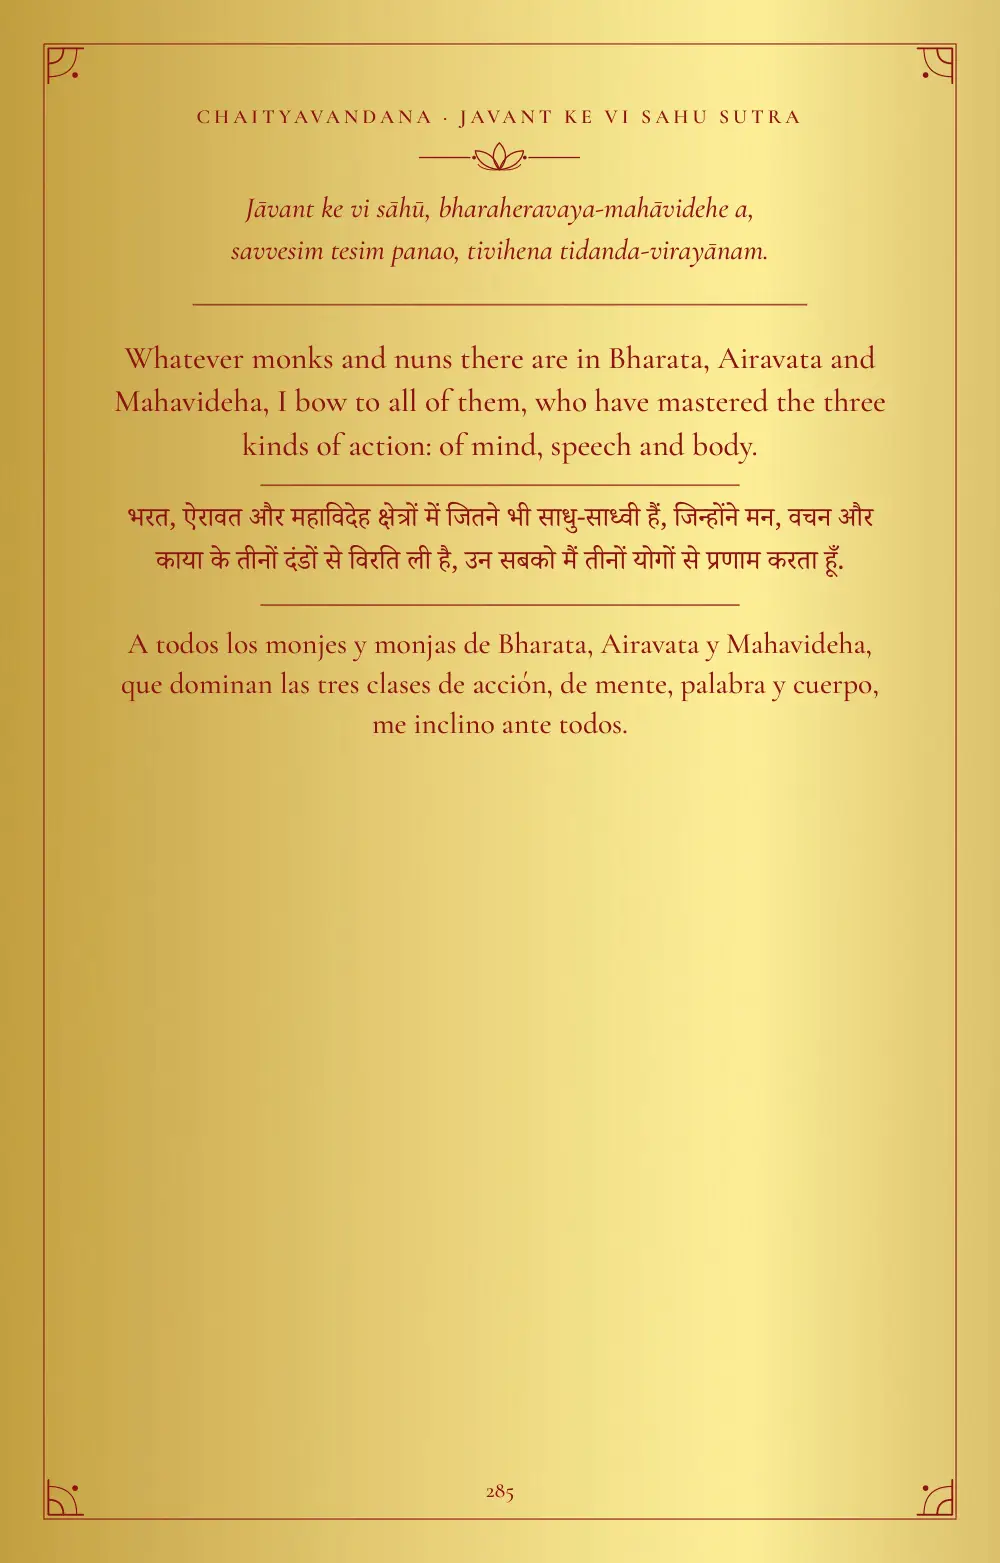 CHAITYAVANDANA · JAVANT KE VI SAHU SUTRA
Jāvant ke vi sāhū, bharaheravaya-mahāvidehe a,
savvesim tesim panao, tivihena tidanda-virayānam.
Whatever monks and nuns there are in Bharata, Airavata and
Mahavideha, I bow to all of them, who have mastered the three
kinds of action: of mind, speech and body.
भरत, ऐरावत और महाविदेह क्षेत्रों में जितने भी साधु-साध्वी हैं, जिन्होंने मन, वचन और
काया के तीनों दंडों से विरति ली है, उन सबको मैं तीनों योगों से प्रणाम करता हूँ.
A todos los monjes y monjas de Bharata, Airavata y Mahavideha,
que dominan las tres clases de acción, de mente, palabra y cuerpo,
me inclino ante todos.
285